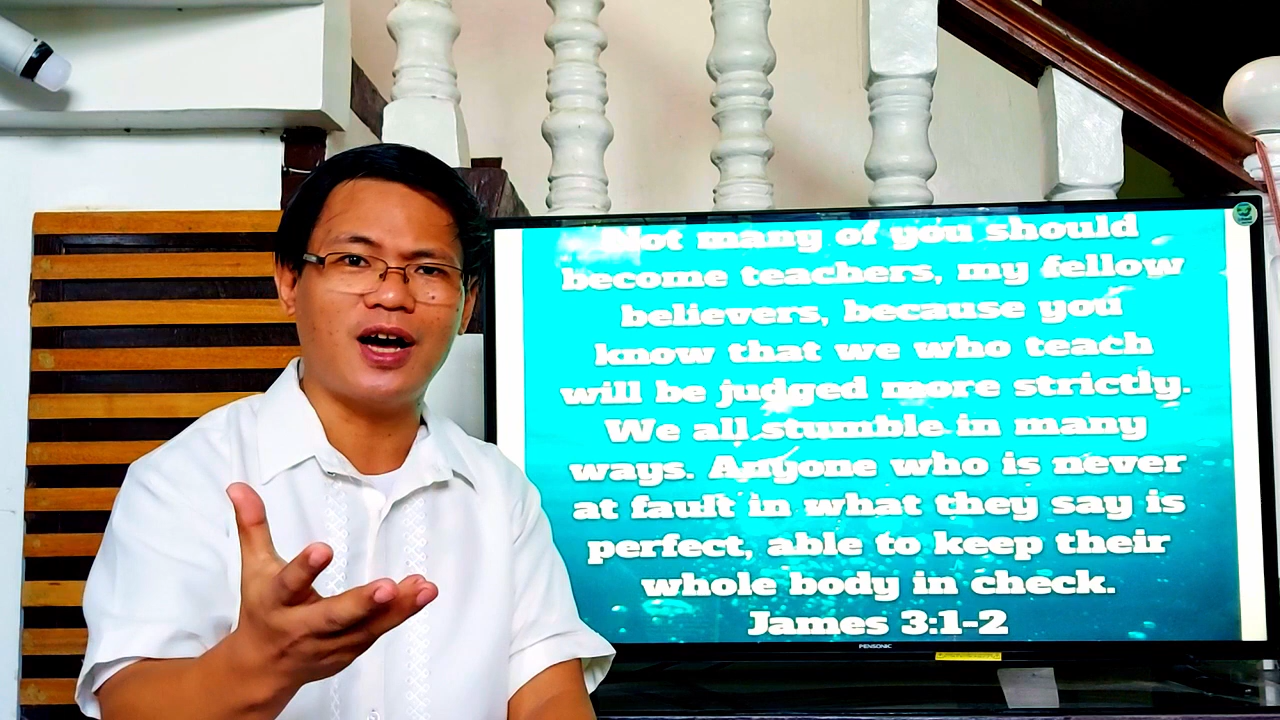 Not many of you should
become teachers, my fellow
believers, because you
know that we who teach
will be judged more strictly.
We all stumble in many
ways. Anyone who is never
at fault in what they say is
perfect, able to keep their
whole body in check.
James 3:1-2
PENSONIC